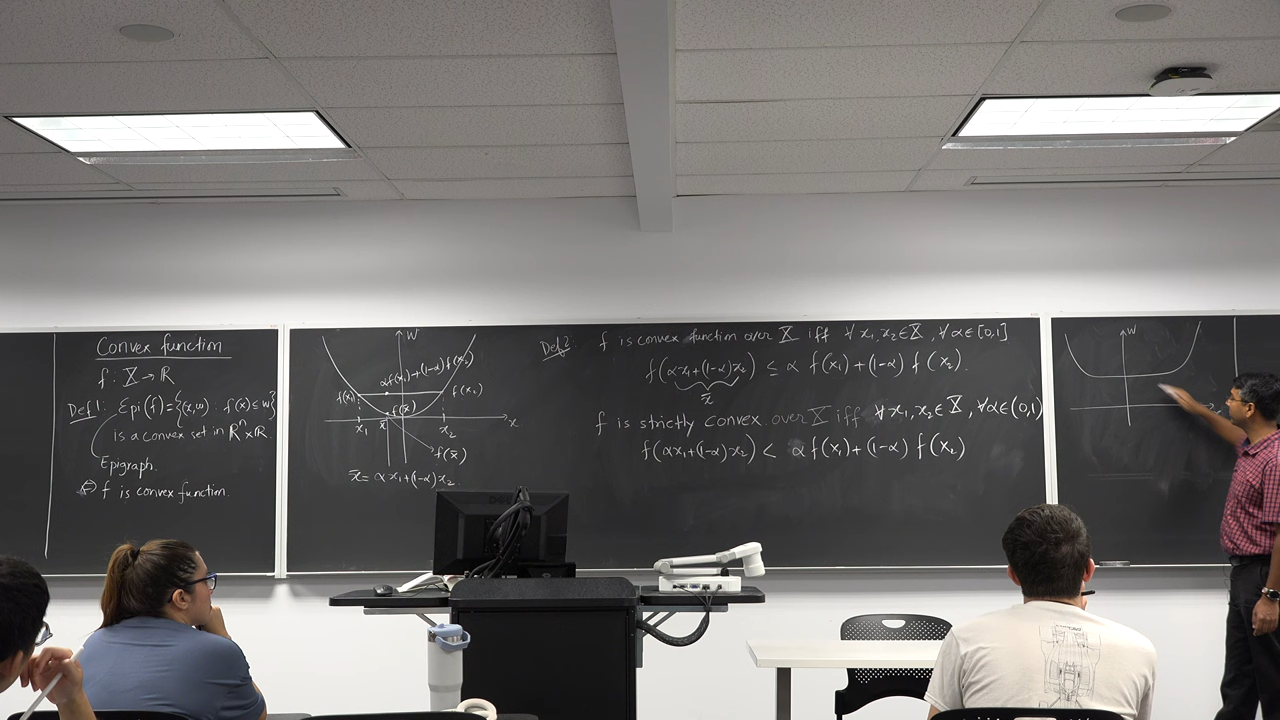 Convex function
f : X → ℝ
Def 1: Epi(f) = {(x,w) : f(x) ≤ w}
is a convex set in ℝⁿ×ℝ.
Epigraph.
⇔ f is convex function.
w
αf(x₁)+(1-α)f(x₂)
f(x₁)
f(x₂)
f(x̄)
x₁ x̄ x₂ x
f(x̄)
x̄ = αx₁+(1-α)x₂
Def 2: f is convex function over X iff ∀ x₁, x₂ ∈ X, ∀ α ∈ [0,1]
f(αx₁+(1-α)x₂) ≤ α f(x₁) + (1-α) f(x₂).
x̄
f is strictly convex over X iff ∀ x₁, x₂ ∈ X, ∀α∈(0,1)
f(αx₁+(1-α)x₂) < α f(x₁) + (1-α) f(x₂)
w